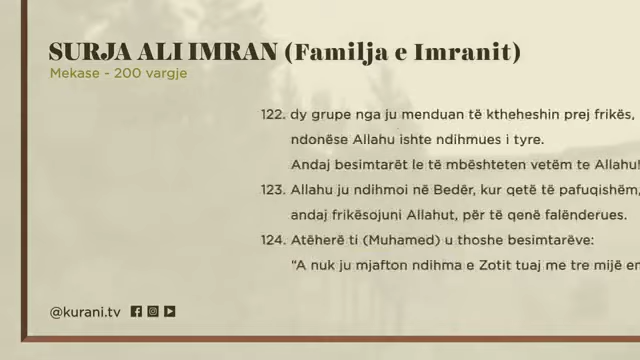 SURJA ALI IMRAN (Familja e Imranit)
Mekase - 200 vargje
122. dy grupe nga ju menduan të ktheheshin prej frikës,
ndonëse Allahu ishte ndihmues i tyre.
Andaj besimtarët le të mbështeten vetëm te Allahu!
123. Allahu ju ndihmoi në Bedër, kur qetë të pafuqishëm,
andaj frikësojuni Allahut, për të qenë falënderues.
124. Atëherë ti (Muhamed) u thoshe besimtarëve:
“A nuk ju mjafton ndihma e Zotit tuaj me tre mijë
@kurani.tv